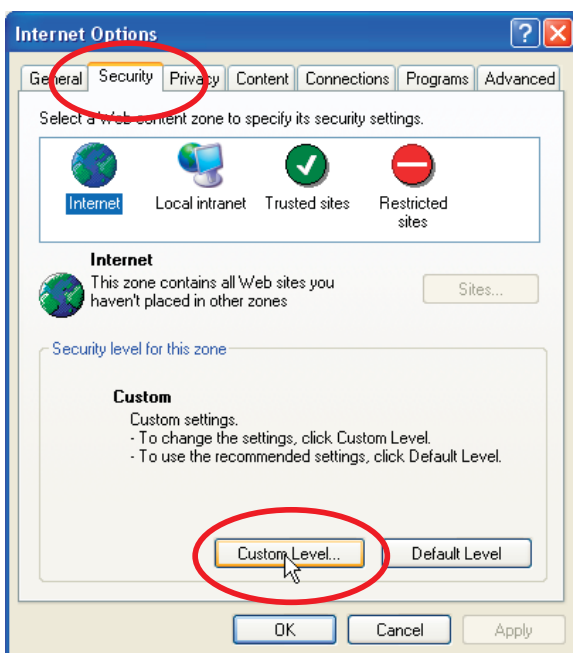 Internet Options
General Security Privacy Content Connections Programs Advanced
Select a Web content zone to specify its security settings.
Internet Local intranet Trusted sites Restricted
sites
Internet
This zone contains all Web sites you
haven't placed in other zones
Sites...
Security level for this zone
Custom
Custom settings.
- To change the settings, click Custom Level.
- To use the recommended settings, click Default Level.
Custom Level... Default Level
OK Cancel Apply